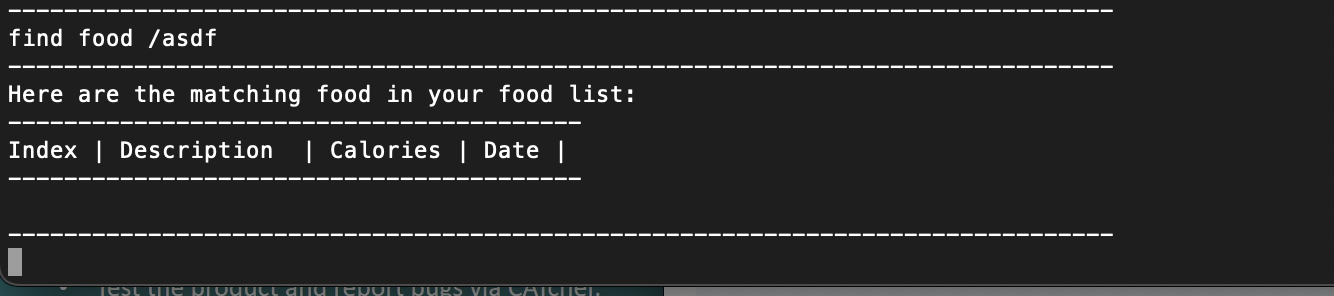 --------------------------------------------------------------------------------
find food /asdf
--------------------------------------------------------------------------------
Here are the matching food in your food list:
-----------------------------------------
Index | Description  | Calories | Date |
-----------------------------------------
--------------------------------------------------------------------------------
Test the product and report bugs via CATcher.